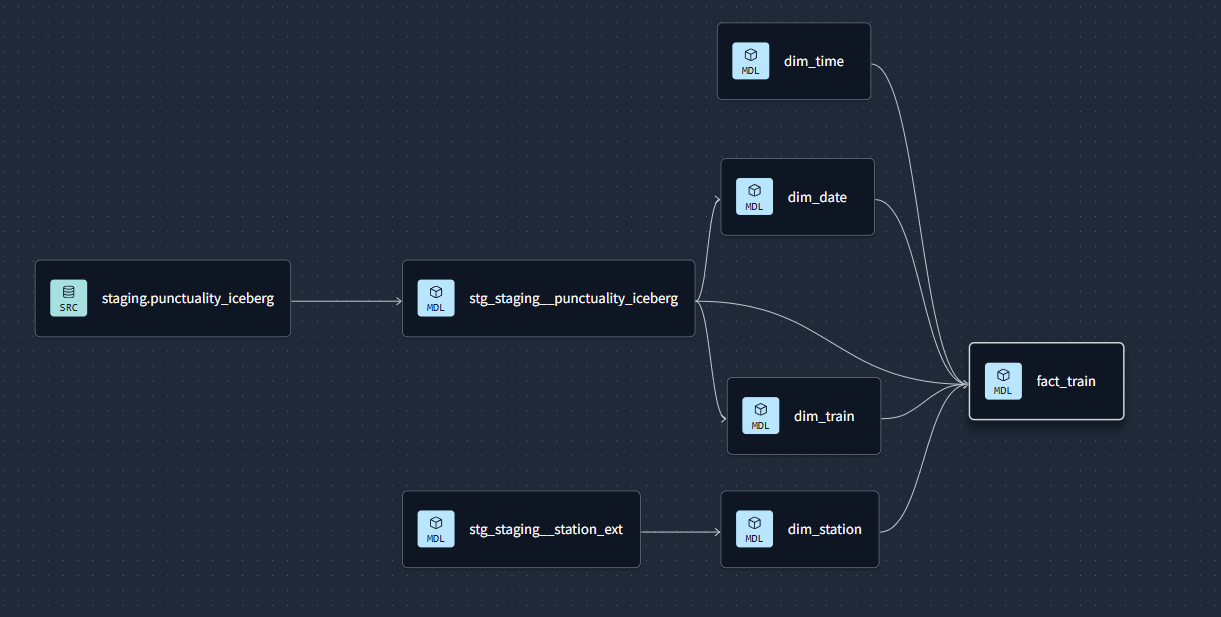 MDL
dim_time
MDL
dim_date
SRC
staging.punctuality_iceberg
MDL
stg_staging__punctuality_iceberg
MDL
fact_train
MDL
dim_train
MDL
stg_staging__station_ext
MDL
dim_station